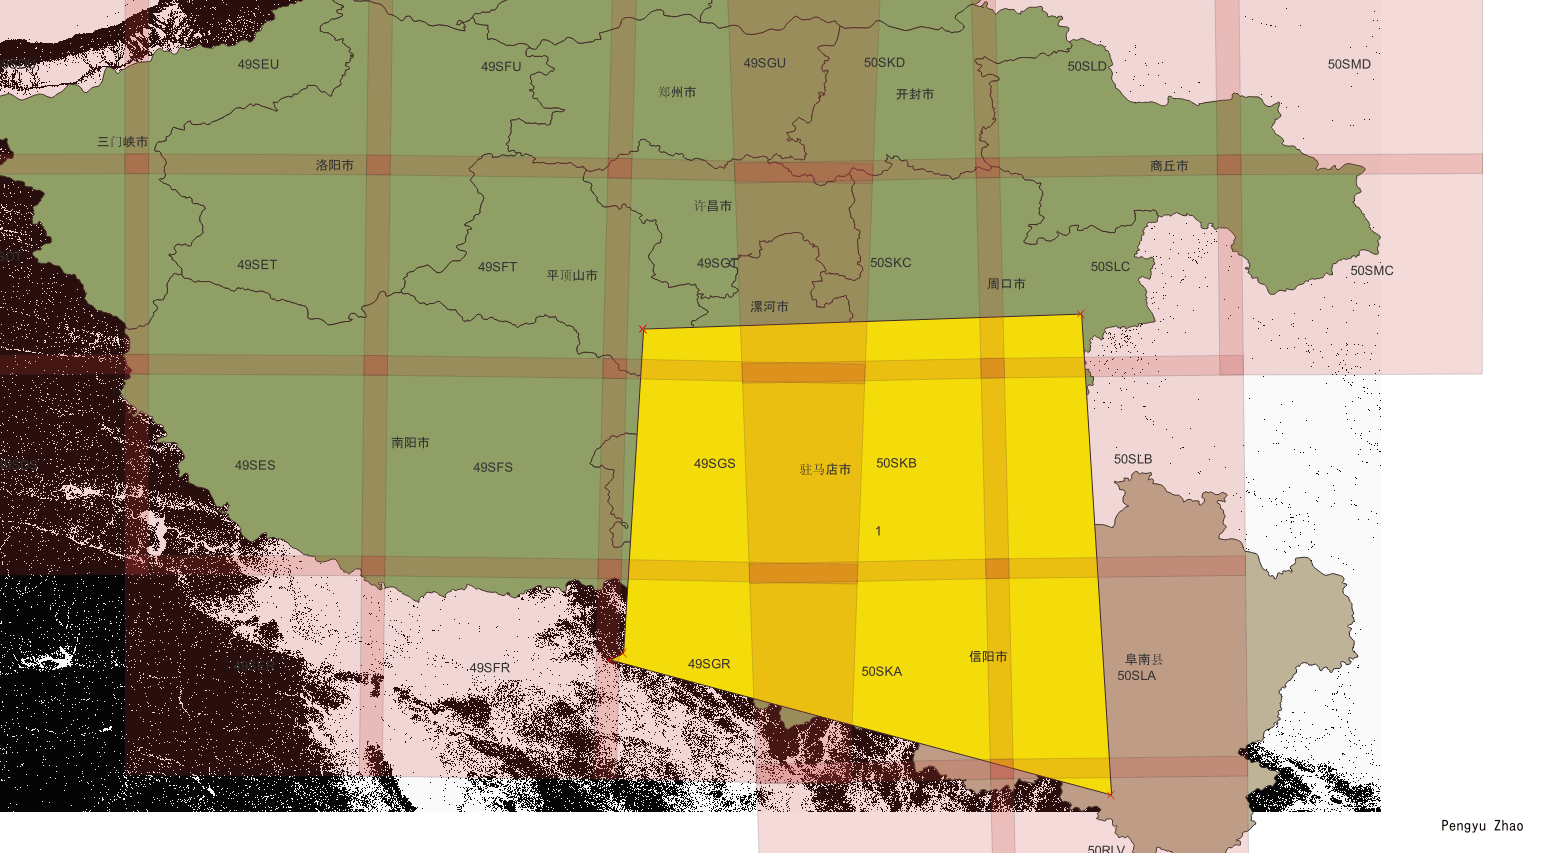 49SEU
49SFU
49SGU
50SKD
50SLD
50SMD
郑州市
开封市
三门峡市
洛阳市
商丘市
许昌市
49SET
49SFT
平顶山市
49SGT
50SKC
周口市
50SLC
50SMC
漯河市
南阳市
49SES
49SFS
49SGS
驻马店市
50SKB
50SLB
1
49SFR
49SGR
50SKA
信阳市
阜南县
50SLA
50RLV
Pengyu Zhao